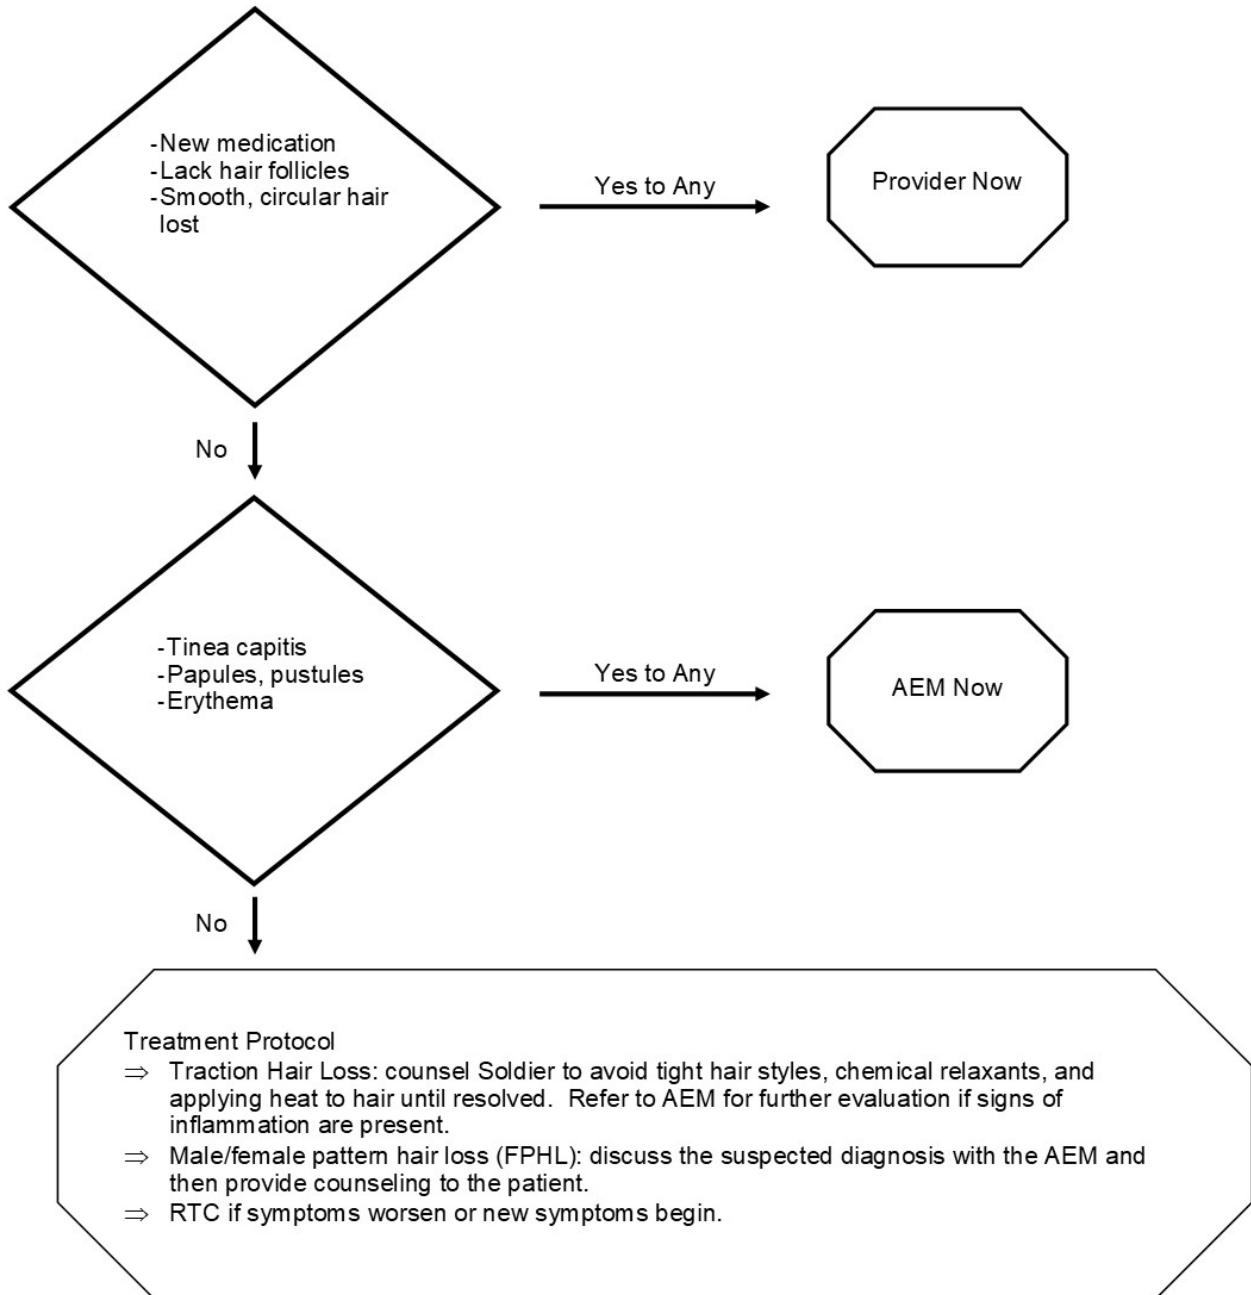 -New medication
-Lack hair follicles
-Smooth, circular hair
lost
Yes to Any
Provider Now
No
-Tinea capitis
-Papules, pustules
-Erythema
Yes to Any
AEM Now
No
Treatment Protocol
⇒ Traction Hair Loss: counsel Soldier to avoid tight hair styles, chemical relaxants, and
applying heat to hair until resolved.  Refer to AEM for further evaluation if signs of
inflammation are present.
⇒ Male/female pattern hair loss (FPHL): discuss the suspected diagnosis with the AEM and
then provide counseling to the patient.
⇒ RTC if symptoms worsen or new symptoms begin.